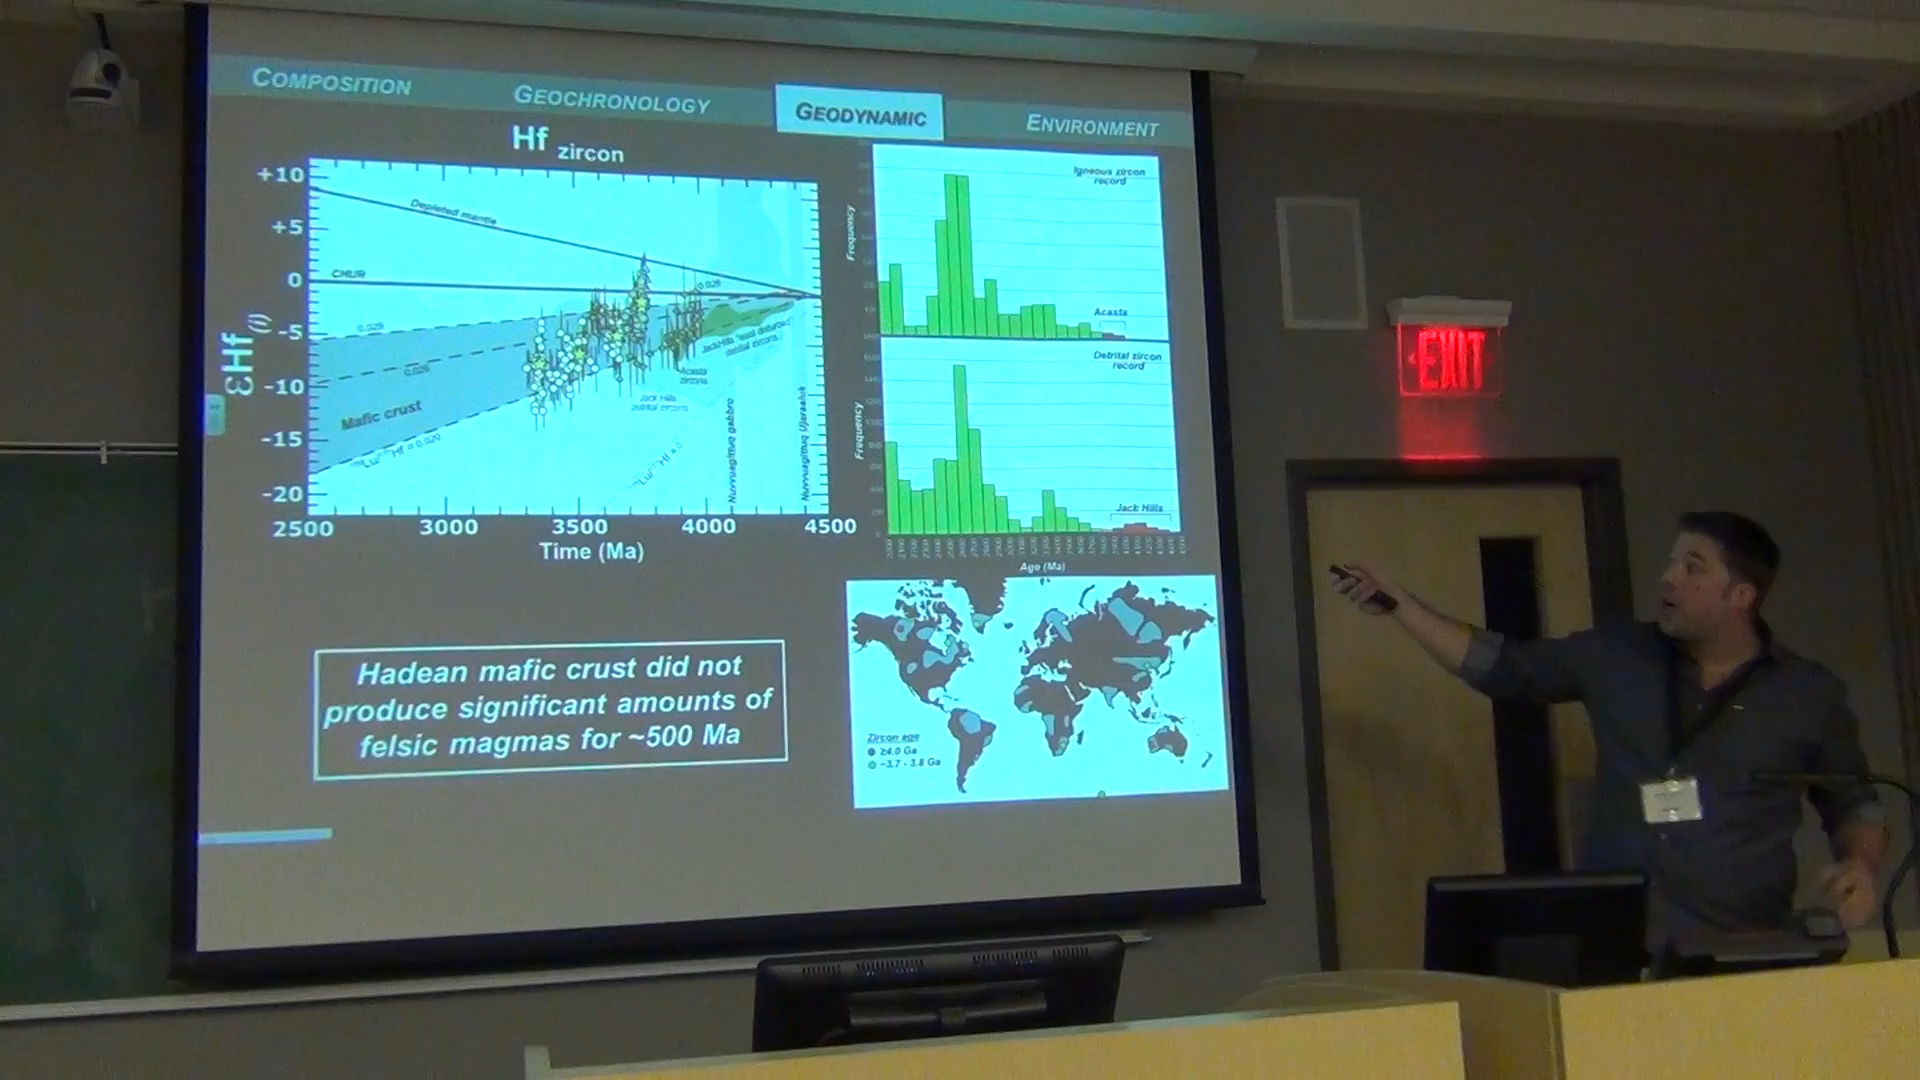 COMPOSITION
GEOCHRONOLOGY
GEODYNAMIC
ENVIRONMENT
Hf zircon
+10
+5
0
-5
-10
-15
-20
εHf(i)
2500 3000 3500 4000 4500
Time (Ma)
Depleted mantle
CHUR
0.025
0.025
0.026
Mafic crust
Hf = 0.020
Acasta
zircons
Jack Hills
detrital zircons
Jack Hills "least disturbed"
detrital zircons
Nuvvuagittuq gabbro
Nuvvuagittuq Ujaraaluk
Frequency
Igneous zircon
record
Acasta
Frequency
Detrital zircon
record
Jack Hills
Age (Ma)
Zircon age
≥4.0 Ga
~3.7 - 3.8 Ga
Hadean mafic crust did not
produce significant amounts of
felsic magmas for ~500 Ma
EXIT